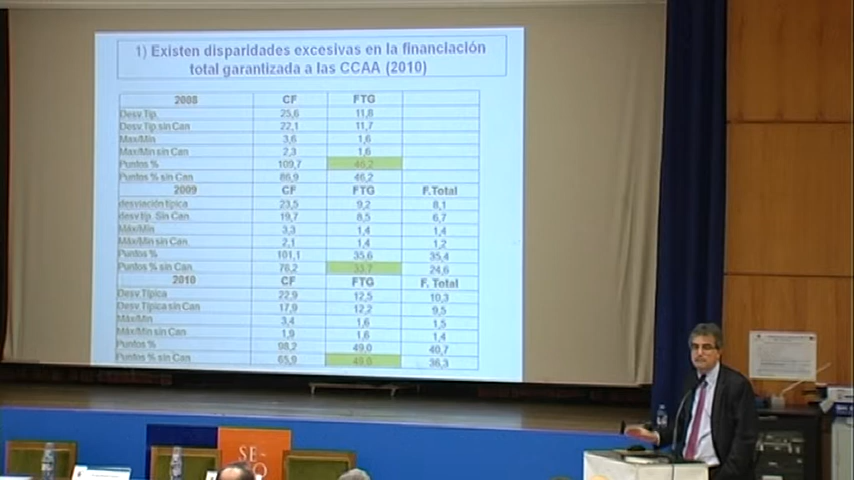 1) Existen disparidades excesivas en la financiación
total garantizada a las CCAA (2010)
2008 CF FTG
Desv Tip. 25,6 11,8
Desv Tip sin Can 22,1 11,7
Max/Min 3,6 1,6
Max/Min sin Can 2,3 1,6
Puntos % 109,7 46,2
Puntos % sin Can 86,9 46,2
2009 CF FTG F.Total
desviación típica 23,5 9,2 8,1
desv tip. Sin Can 19,7 8,5 6,7
Máx/Min 3,3 1,4 1,4
Máx/Min sin Can 2,1 1,4 1,2
Puntos % 101,1 35,6 35,4
Puntos % sin Can 76,2 33,7 24,6
2010 CF FTG F. Total
Desv Típica 22,9 12,5 10,3
Desv Típica sin Can 17,9 12,2 9,5
Máx/Min 3,4 1,6 1,5
Máx/Min sin Can 1,9 1,6 1,4
Puntos % 98,2 49,0 40,7
Puntos % sin Can 65,9 49,0 36,3
SE-